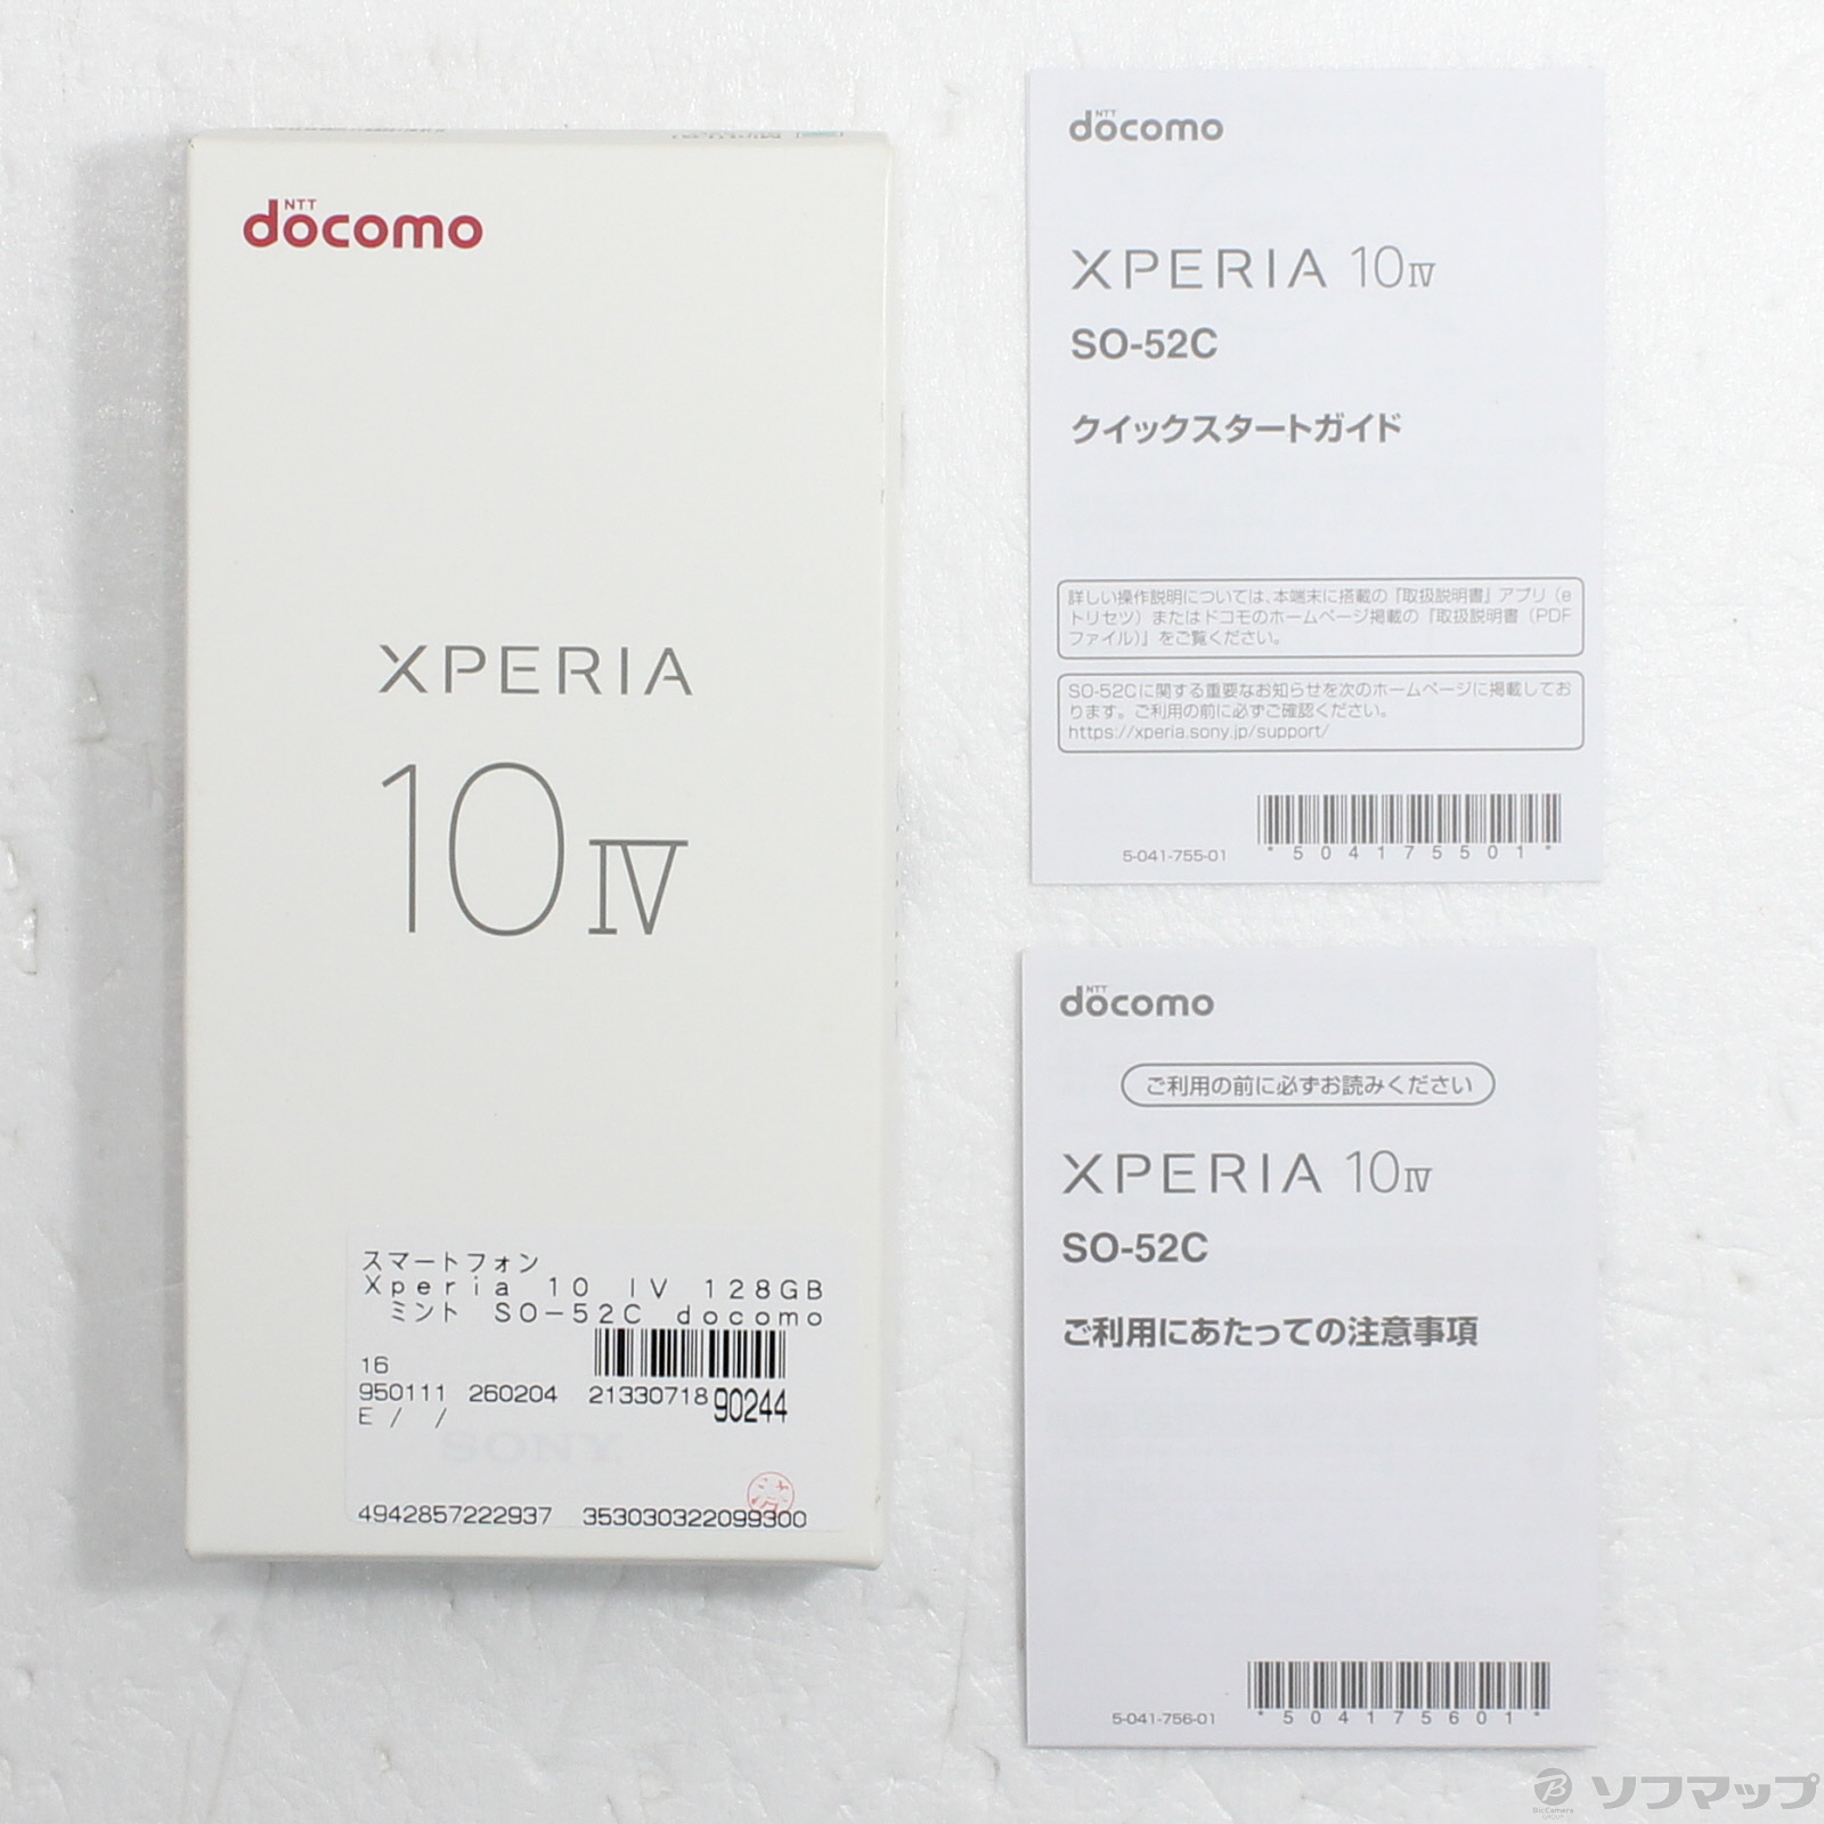 NTT
docomo
XPERIA
10 IV
スマートフォン
Xperia 10 IV 128GB
ミント SO-52C docomo
16
950111 260204 21330718 90244
E / /
SONY
4942857222937 353030322099300
NTT
docomo
XPERIA 10 IV
SO-52C
クイックスタートガイド
詳しい操作説明については、本端末に搭載の『取扱説明書』アプリ（e
トリセツ）またはドコモのホームページ掲載の『取扱説明書（PDF
ファイル）』をご覧ください。
SO-52Cに関する重要なお知らせを次のホームページに掲載してお
ります。ご利用の前に必ずご確認ください。
https://xperia.sony.jp/support/
5-041-755-01
*504175501*
NTT
docomo
ご利用の前に必ずお読みください
XPERIA 10 IV
SO-52C
ご利用にあたっての注意事項
5-041-756-01
*504175601*
BicCamera
GROUP
ソフマップ